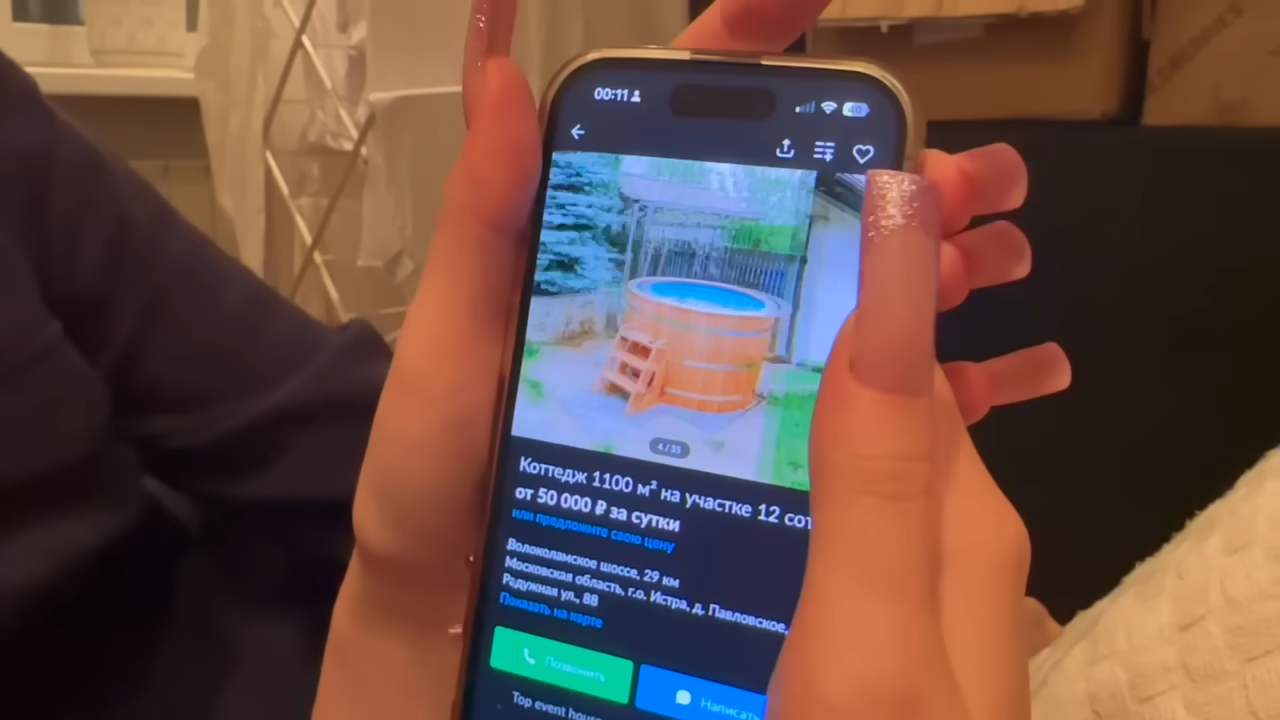 00:11
40
4 / 35
Коттедж 1100 м² на участке 12 сот
от 50 000 ₽ за сутки
или предложите свою цену
Волоколамское шоссе, 29 км
Московская область, г.о. Истра, д. Павловское,
Радужная ул., 88
Показать на карте
Позвонить
Написать
Top event hous